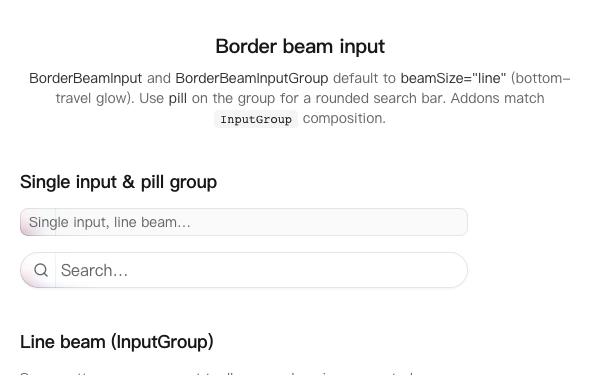 Border beam input
BorderBeamInput and BorderBeamInputGroup default to beamSize="line" (bottom-
travel glow). Use pill on the group for a rounded search bar. Addons match
InputGroup composition.
Single input & pill group
Single input, line beam...
Search...
Line beam (InputGroup)